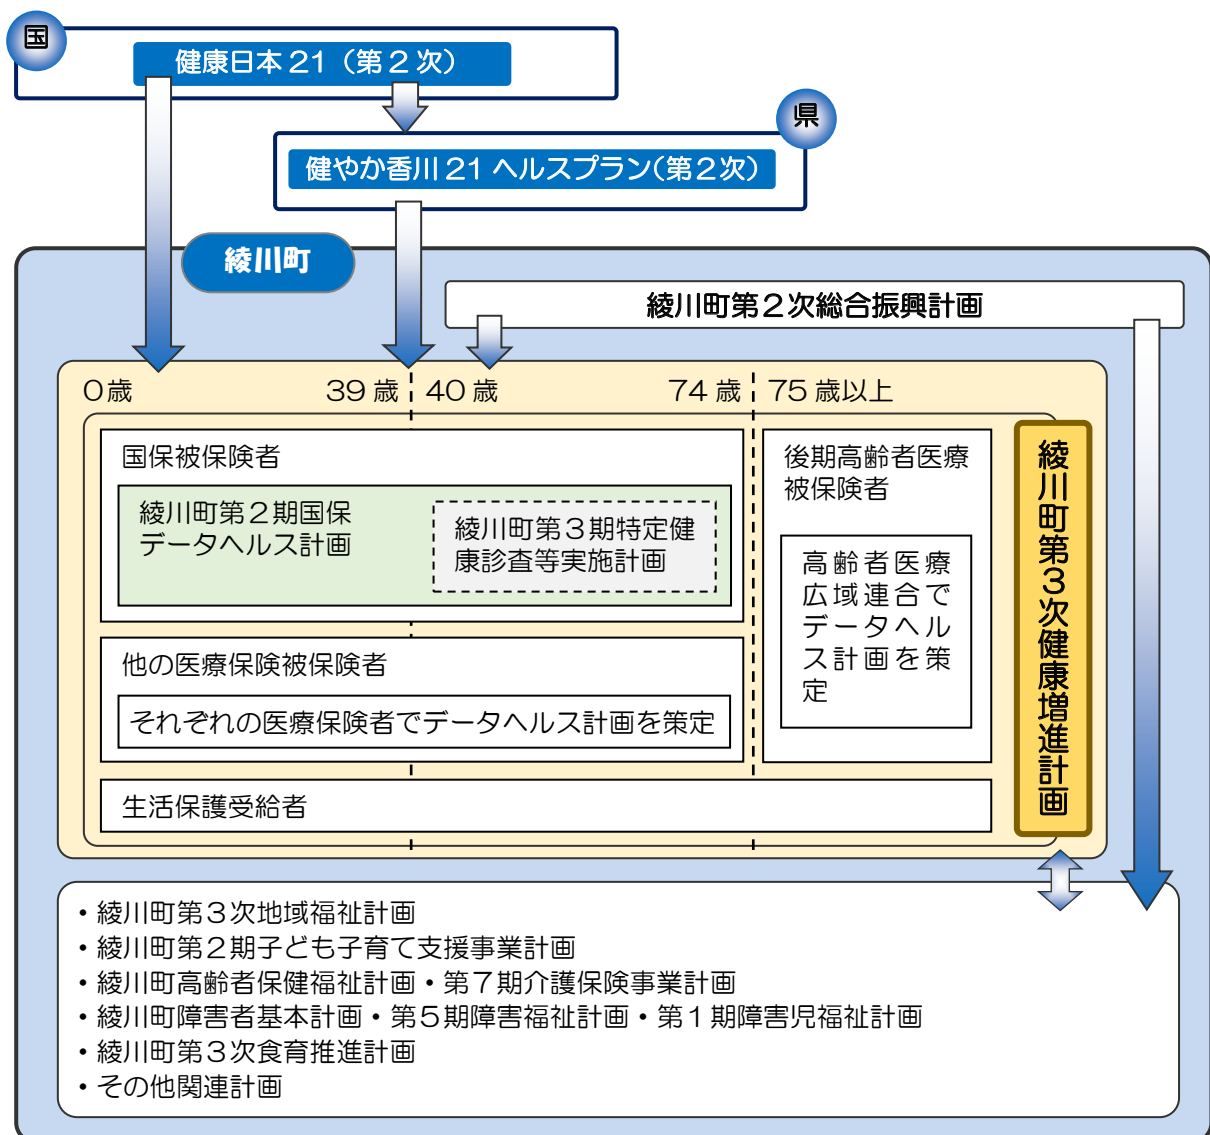 国
健康日本21（第２次）
県
健やか香川21ヘルスプラン（第２次）
綾川町
綾川町第２次総合振興計画
０歳
39歳
40歳
74歳
75歳以上
国保被保険者
綾川町第２期国保
データヘルス計画
綾川町第３期特定健
康診査等実施計画
他の医療保険被保険者
それぞれの医療保険者でデータヘルス計画を策定
生活保護受給者
後期高齢者医療
被保険者
高齢者医療
広域連合で
データヘル
ス計画を策
定
綾川町第３次健康増進計画
・綾川町第３次地域福祉計画
・綾川町第２期子ども子育て支援事業計画
・綾川町高齢者保健福祉計画・第７期介護保険事業計画
・綾川町障害者基本計画・第５期障害福祉計画・第１期障害児福祉計画
・綾川町第３次食育推進計画
・その他関連計画